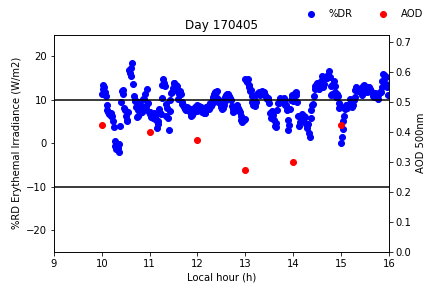 %DR AOD
Day 170405
%RD Erythemal Irradiance (W/m2)
20
10
0
−10
−20
0.7
0.6
0.5
0.4
0.3
0.2
0.1
0.0
AOD 500nm
9 10 11 12 13 14 15 16
Local hour (h)